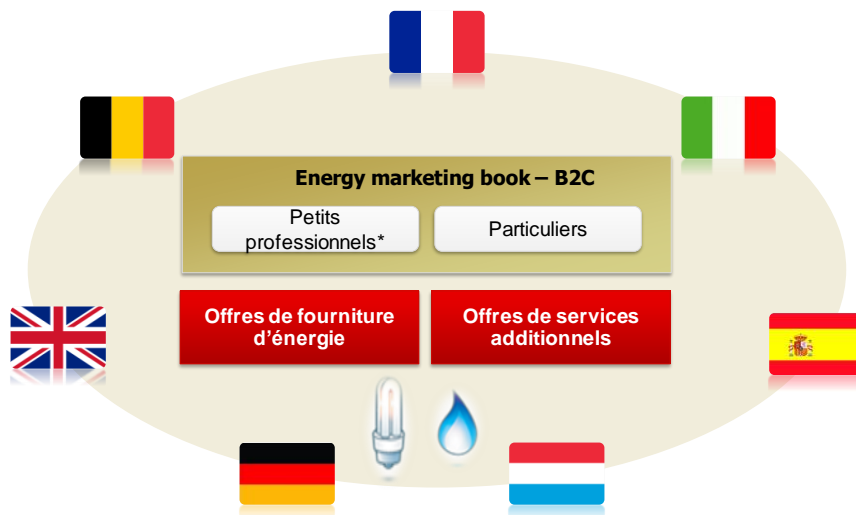 Energy marketing book – B2C
Petits
professionnels*
Particuliers
Offres de fourniture
d'énergie
Offres de services
additionnels